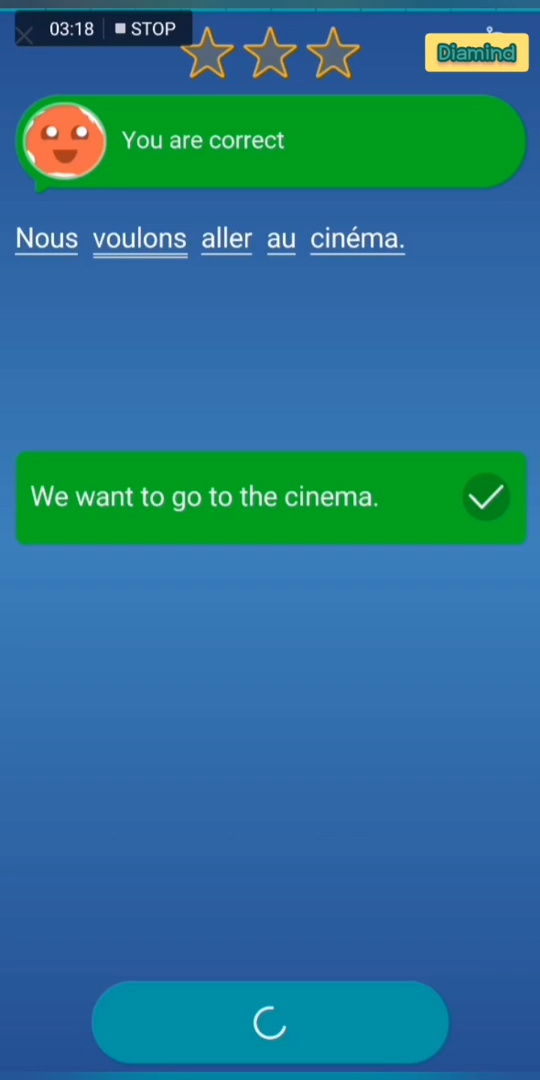 03:18 STOP
Diamind
You are correct
Nous voulons aller au cinéma.
We want to go to the cinema.